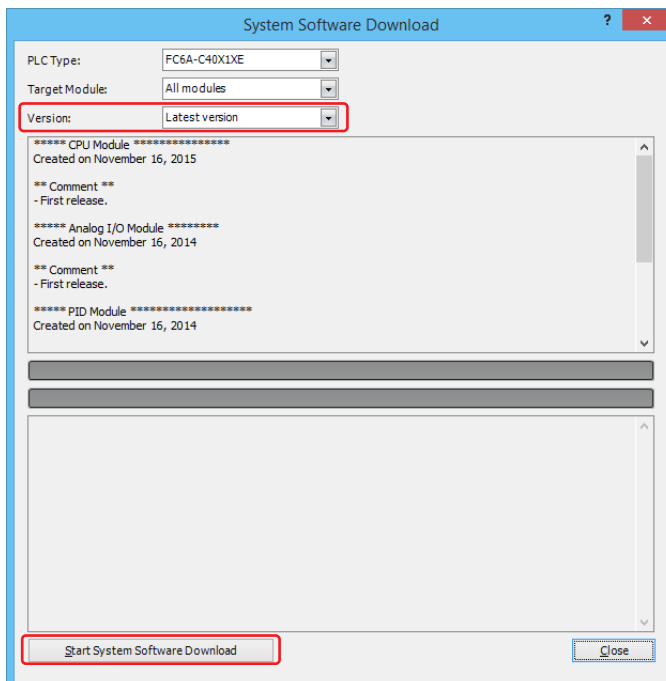 System Software Download
? ×
PLC Type: FC6A-C40X1XE
Target Module: All modules
Version: Latest version
***** CPU Module ***************
Created on November 16, 2015
** Comment **
- First release.
***** Analog I/O Module ********
Created on November 16, 2014
** Comment **
- First release.
***** PID Module *******************
Created on November 16, 2014
Start System Software Download
Close